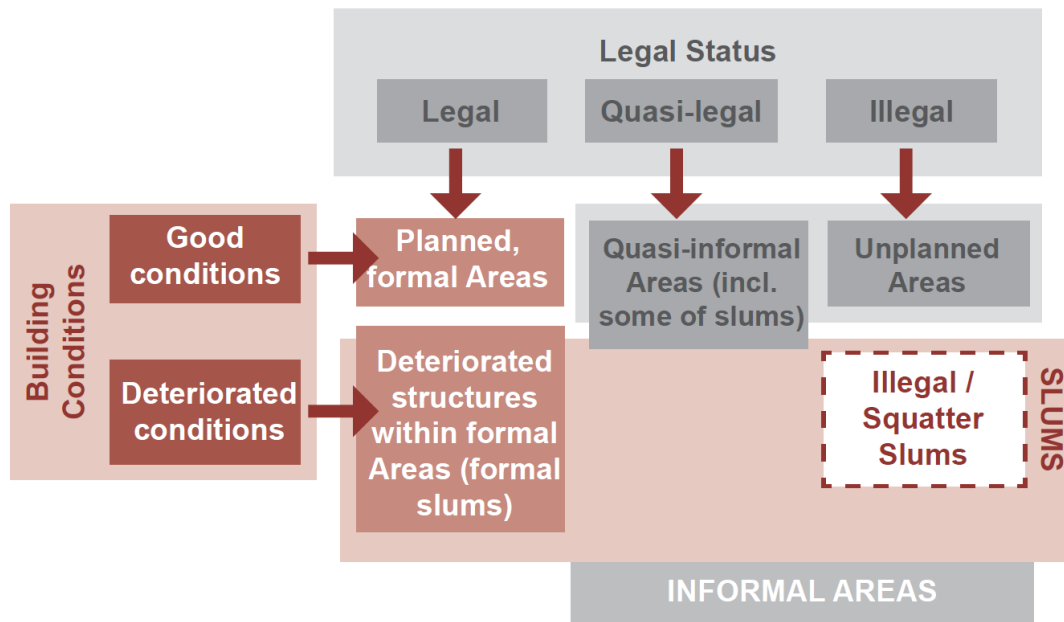 Legal Status
Legal
Quasi-legal
Illegal
Building
Conditions
Good
conditions
Planned,
formal Areas
Quasi-informal
Areas (incl.
some of slums)
Unplanned
Areas
Deteriorated
conditions
Deteriorated
structures
within formal
Areas (formal
slums)
Illegal /
Squatter
Slums
SLUMS
INFORMAL AREAS